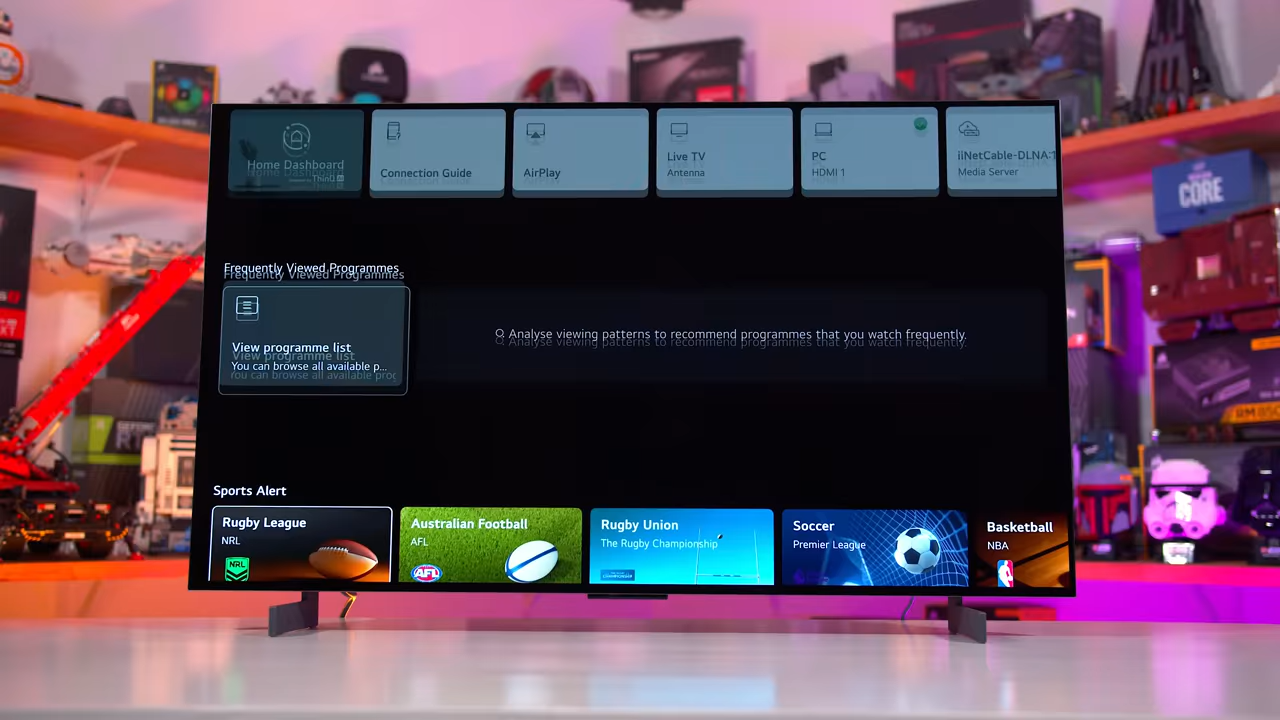 Home Dashboard
ThinQ
Connection Guide
AirPlay
Live TV
Antenna
PC
HDMI 1
iiNetCable-DLNA:1
Media Server
CORE
Frequently Viewed Programmes
View programme list
You can browse all available p...
Analyse viewing patterns to recommend programmes that you watch frequently.
RM850
Sports Alert
Rugby League
NRL
NRL
Australian Football
AFL
AFL
Rugby Union
The Rugby Championship
Soccer
Premier League
Basketball
NBA